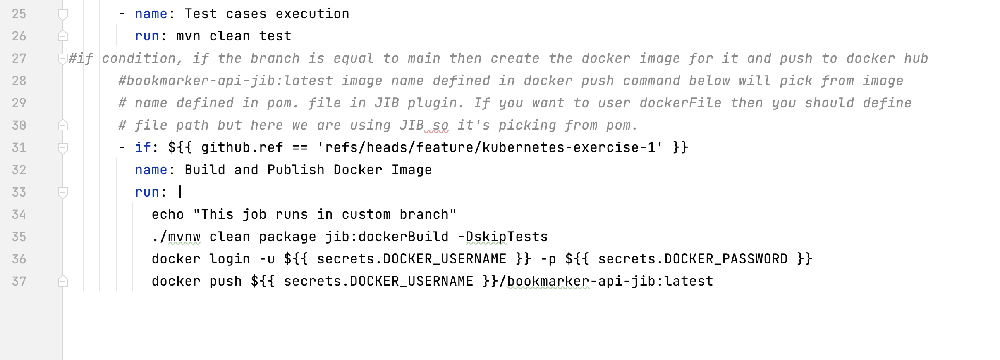 25 - name: Test cases execution
26 run: mvn clean test
27 #if condition, if the branch is equal to main then create the docker image for it and push to docker hub
28 #bookmarker-api-jib:latest image name defined in docker push command below will pick from image
29 # name defined in pom. file in JIB plugin. If you want to user dockerFile then you should define
30 # file path but here we are using JIB so it's picking from pom.
31 - if: ${{ github.ref == 'refs/heads/feature/kubernetes-exercise-1' }}
32 name: Build and Publish Docker Image
33 run: |
34 echo "This job runs in custom branch"
35 ./mvnw clean package jib:dockerBuild -DskipTests
36 docker login -u ${{ secrets.DOCKER_USERNAME }} -p ${{ secrets.DOCKER_PASSWORD }}
37 docker push ${{ secrets.DOCKER_USERNAME }}/bookmarker-api-jib:latest